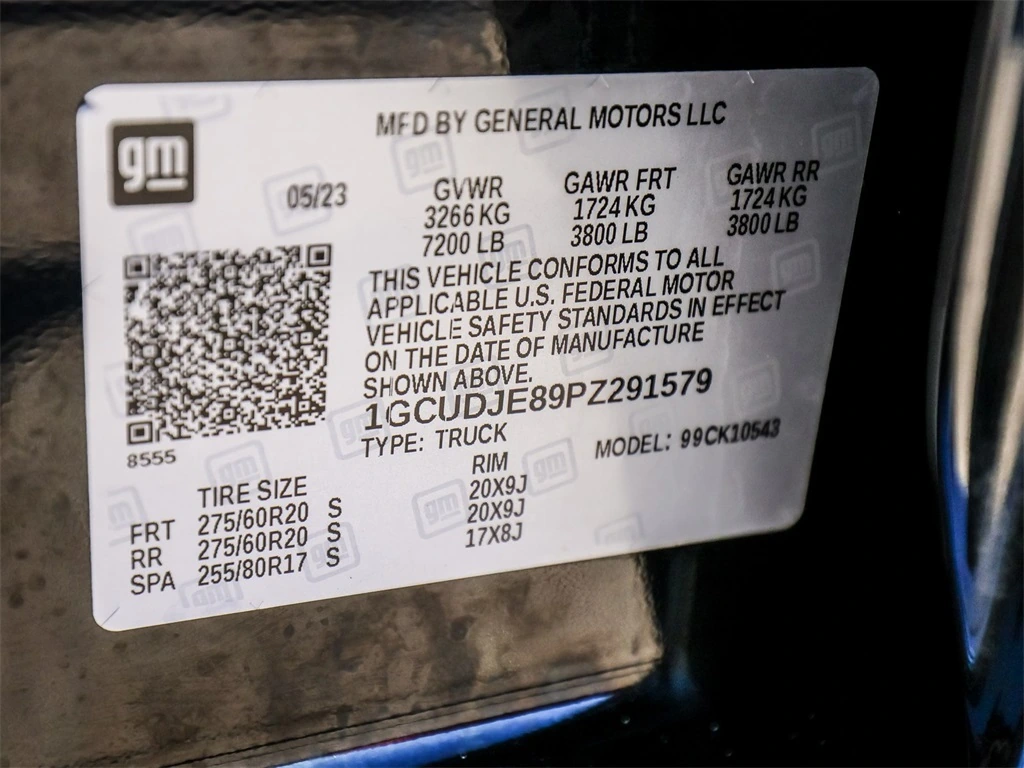 gm
MFD BY GENERAL MOTORS LLC
05/23
GVWR GAWR FRT GAWR RR
3266 KG 1724 KG 1724 KG
7200 LB 3800 LB 3800 LB
THIS VEHICLE CONFORMS TO ALL
APPLICABLE U.S. FEDERAL MOTOR
VEHICLE SAFETY STANDARDS IN EFFECT
ON THE DATE OF MANUFACTURE
SHOWN ABOVE.
1GCUDJE89PZ291579
TYPE: TRUCK MODEL: 99CK10543
8555
TIRE SIZE RIM
FRT 275/60R20 S 20X9J
RR 275/60R20 S 20X9J
SPA 255/80R17 S 17X8J